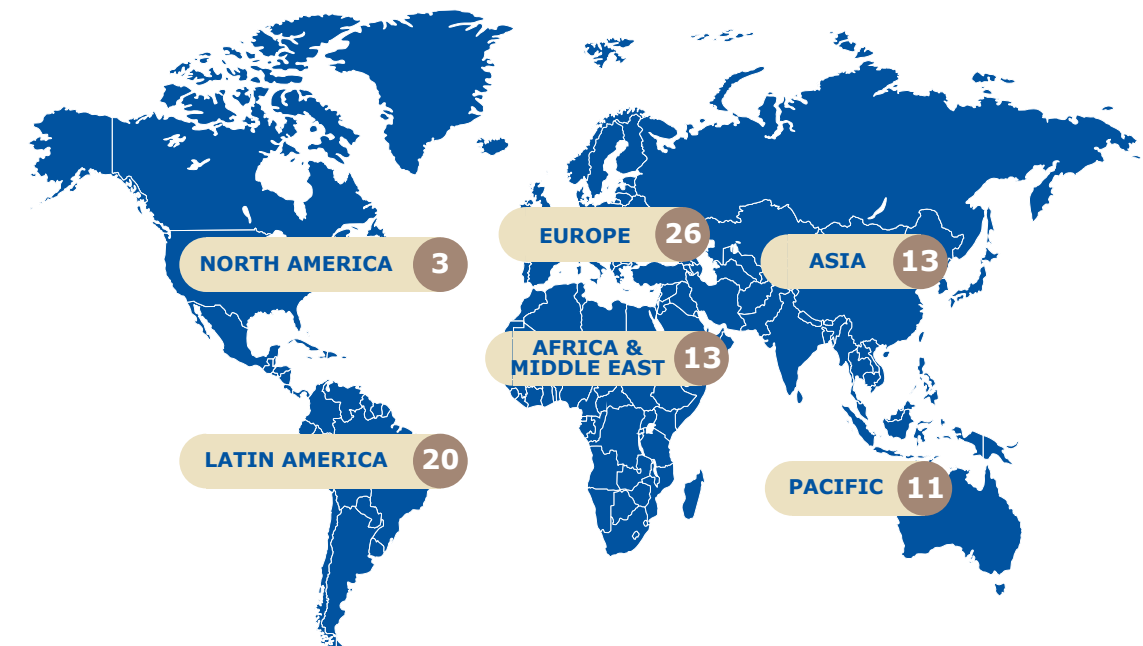 EUROPE 26
NORTH AMERICA 3
ASIA 13
AFRICA &
MIDDLE EAST 13
LATIN AMERICA 20
PACIFIC 11